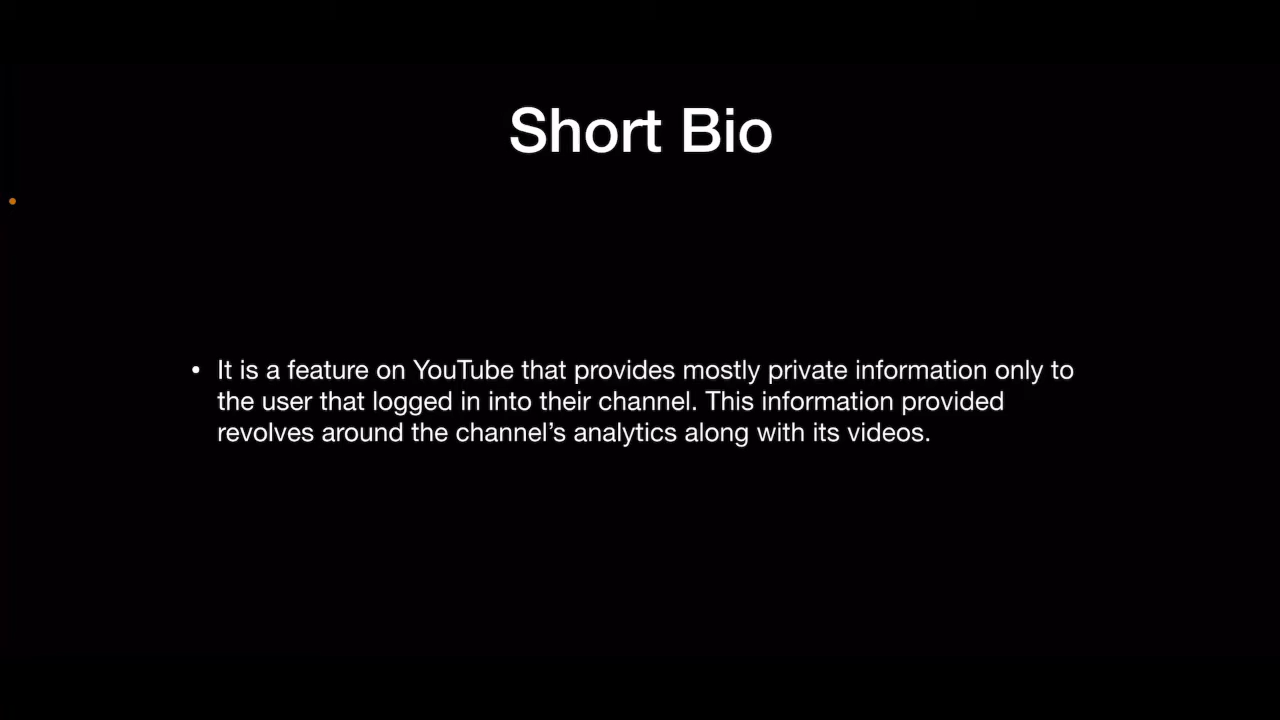 Short Bio
• It is a feature on YouTube that provides mostly private information only to
the user that logged in into their channel. This information provided
revolves around the channel’s analytics along with its videos.